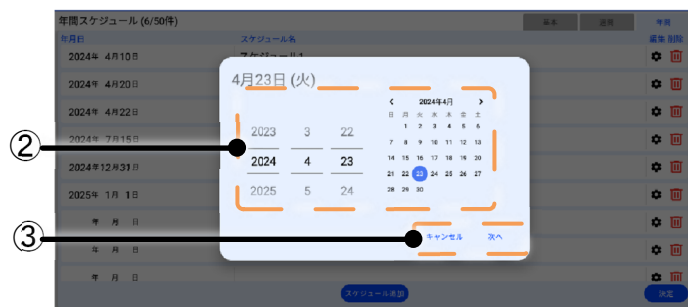 年間スケジュール (6/50件)
基本
週間
年間
年月日
スケジュール名
編集 削除
2024年 4月10日
スケジュール1
2024年 4月20日
2024年 4月22日
2024年 7月15日
2024年12月31日
2025年 1月 1日
年 月 日
年 月 日
年 月 日
4月23日 (火)
2023 3 22
2024 4 23
2025 5 24
< 2024年4月 >
日 月 火 水 木 金 土
1 2 3 4 5 6
7 8 9 10 11 12 13
14 15 16 17 18 19 20
21 22 23 24 25 26 27
28 29 30
キャンセル 次へ
②
③
スケジュール追加
決定